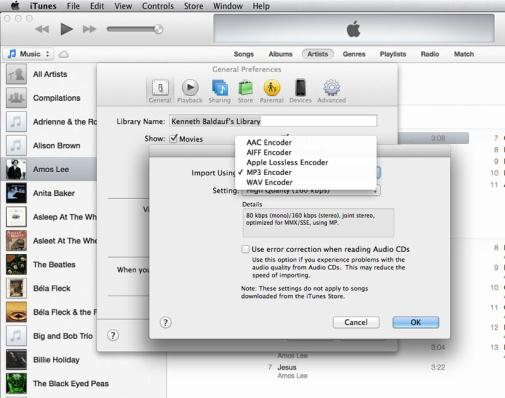 iTunes File Edit View Controls Store Window Help
Music
Songs Albums Artists Genres Playlists Radio Match
General Preferences
General Playback Sharing Store Parental Devices Advanced
Library Name: Kenneth Baldauf's Library
Show: ✓ Movies
All Artists
Compilations
Adrienne & the Ro
Alison Brown
Amos Lee
Anita Baker
Asleep At The Wh
Asleet At The Whe
The Beatles
Béla Fleck
Béla Fleck & the F
Big and Bob Trio
Billie Holiday
The Black Eyed Peas
When you
AAC Encoder
AIFF Encoder
Apple Lossless Encoder
Import Using ✓ MP3 Encoder
WAV Encoder
Setting: High Quality (160 kbps)
Details
80 kbps (mono)/160 kbps (stereo), joint stereo,
optimized for MMX/SSE, using MP.
Use error correction when reading Audio CDs
Use this option if you experience problems with the
audio quality from Audio CDs. This may reduce the
speed of importing.
Note: These settings do not apply to songs
downloaded from the iTunes Store.
? Cancel OK
?
3:08 7
8
9
10
11
8
9
10
11
12
3:04 13
Amos Lee
7 Jesus 3:22
Amos Lee